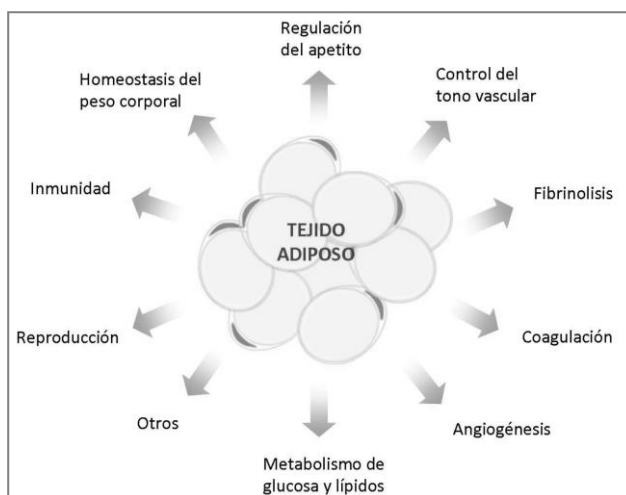 Regulación
del apetito
Homeostasis del
peso corporal
Control del
tono vascular
Inmunidad
Fibrinolisis
TEJIDO
ADIPOSO
Reproducción
Coagulación
Otros
Angiogénesis
Metabolismo de
glucosa y lípidos